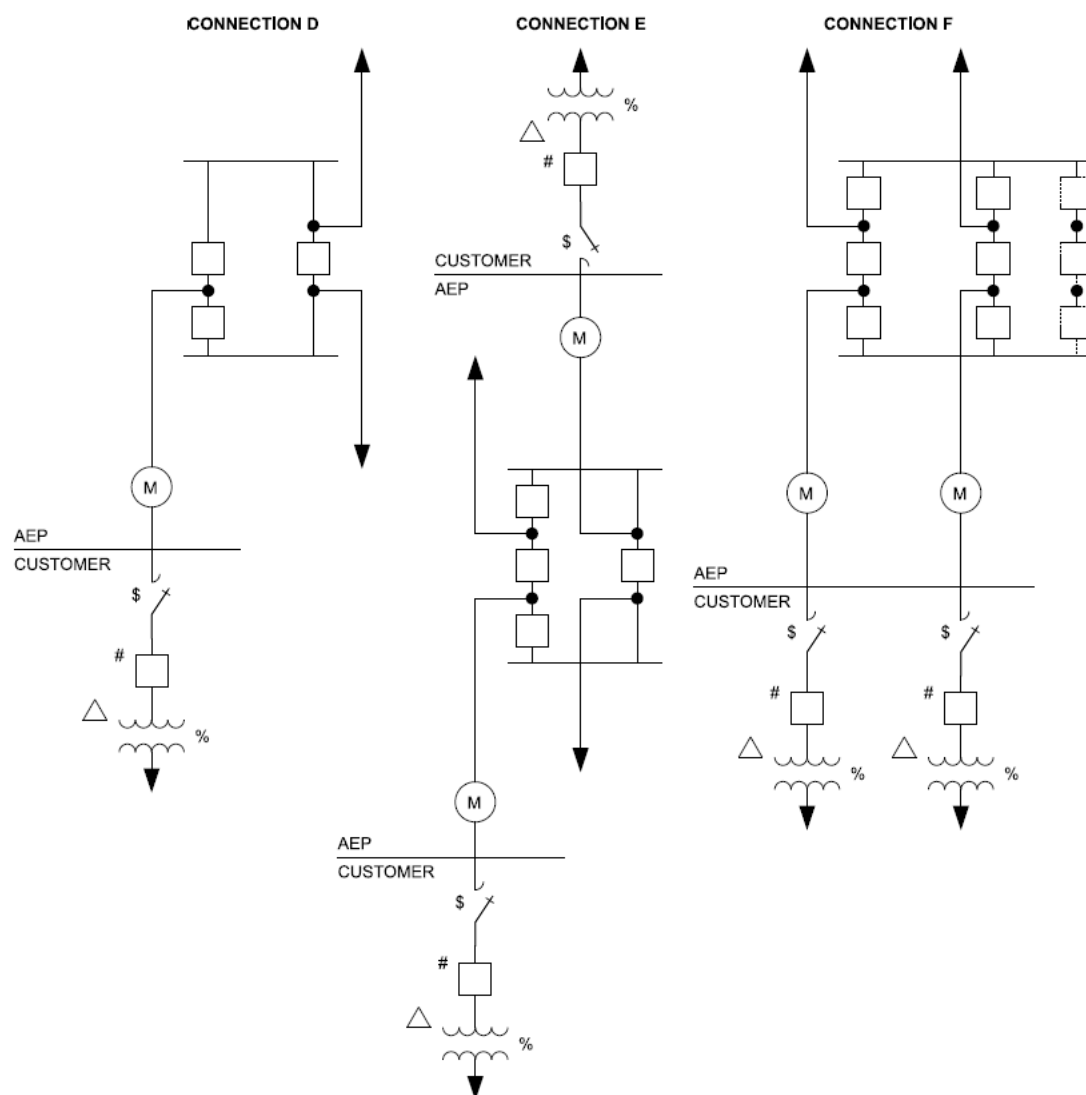 CONNECTION D
CONNECTION E
CONNECTION F
%
#
$
CUSTOMER
AEP
M
M
AEP
CUSTOMER
$
#
%
M
AEP
CUSTOMER
$
#
%
M
M
AEP
CUSTOMER
$
$
#
#
%
%